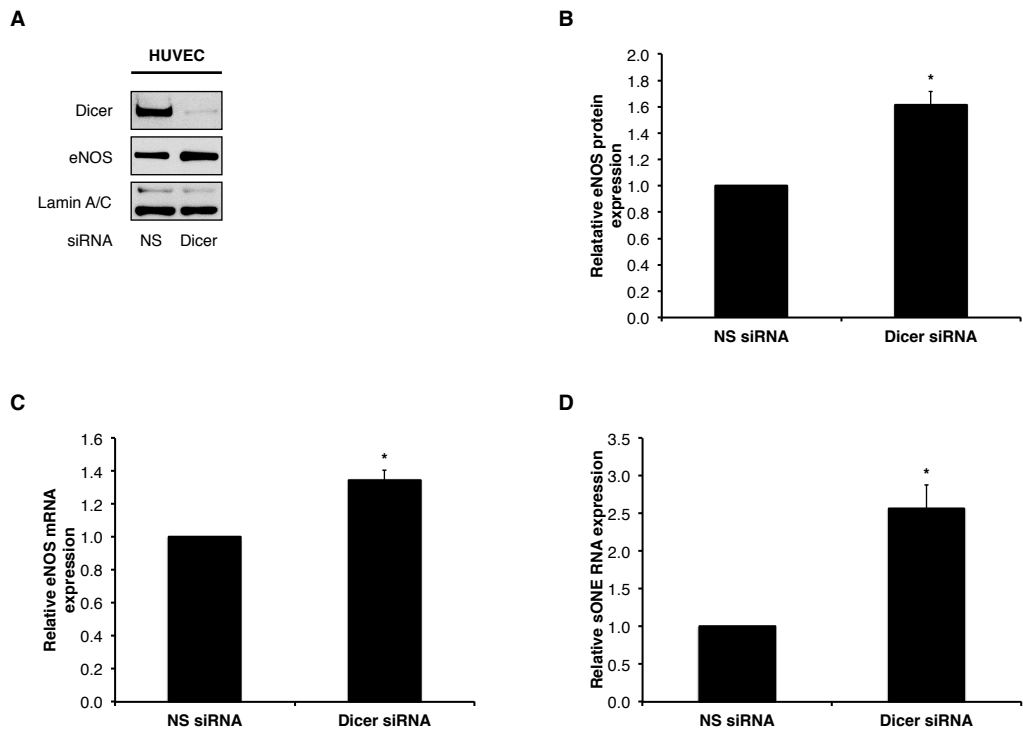 A
HUVEC
Dicer
eNOS
Lamin A/C
siRNA NS Dicer
B
Relatative eNOS protein
expression
2.0
1.8
1.6
1.4
1.2
1.0
0.8
0.6
0.4
0.2
0.0
*
NS siRNA Dicer siRNA
C
Relative eNOS mRNA
expression
1.6
1.4
1.2
1.0
0.8
0.6
0.4
0.2
0.0
*
NS siRNA Dicer siRNA
D
Relative sONE RNA expression
3.5
3.0
2.5
2.0
1.5
1.0
0.5
0.0
*
NS siRNA Dicer siRNA